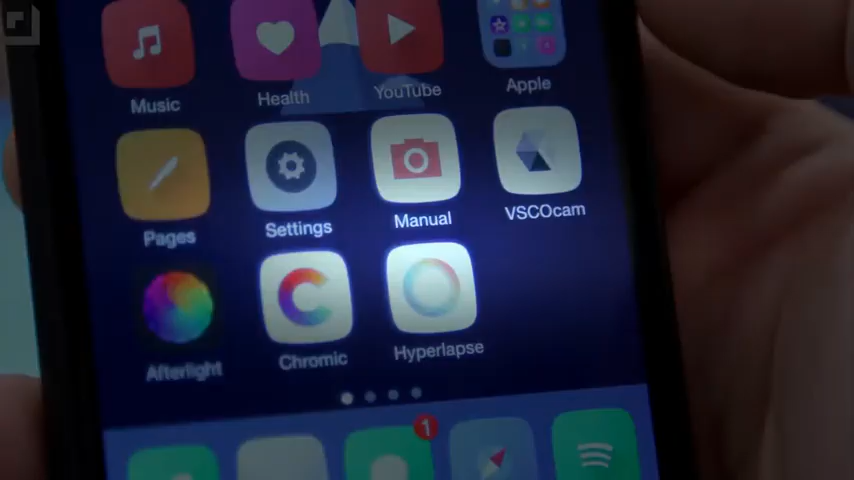 Music Health YouTube Apple
Pages Settings Manual VSCOcam
Afterlight Chromic Hyperlapse
1